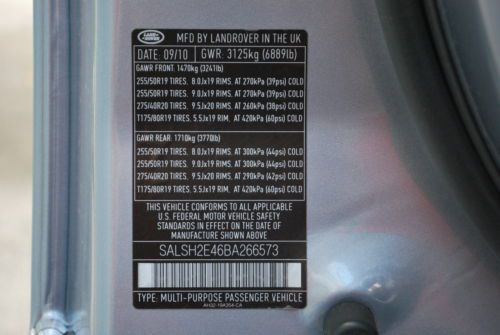 LAND ROVER
MFD BY LANDROVER IN THE UK
DATE: 09/10 GWR: 3125kg (6889lb)
GAWR FRONT: 1470kg (3241lb)
255/50R19 TIRES. 8.0Jx19 RIMS. AT 270kPa (39psi) COLD
255/50R19 TIRES. 9.0Jx19 RIMS. AT 270kPa (39psi) COLD
275/40R20 TIRES. 9.5Jx20 RIMS. AT 260kPa (38psi) COLD
T175/80R19 TIRES. 5.5Jx19 RIM. AT 420kPa (60psi) COLD
GAWR REAR: 1710kg (3770lb)
255/50R19 TIRES. 8.0Jx19 RIMS. AT 300kPa (44psi) COLD
255/50R19 TIRES. 9.0Jx19 RIMS. AT 300kPa (44psi) COLD
275/40R20 TIRES. 9.5Jx20 RIMS. AT 290kPa (42psi) COLD
T175/80R19 TIRES. 5.5Jx19 RIM. AT 420kPa (60psi) COLD
THIS VEHICLE CONFORMS TO ALL APPLICABLE
U.S. FEDERAL MOTOR VEHICLE SAFETY
STANDARDS IN EFFECT ON THE DATE
OF MANUFACTURE SHOWN ABOVE
SALSH2E46BA266573
TYPE: MULTI-PURPOSE PASSENGER VEHICLE
AH32-19A354-CA